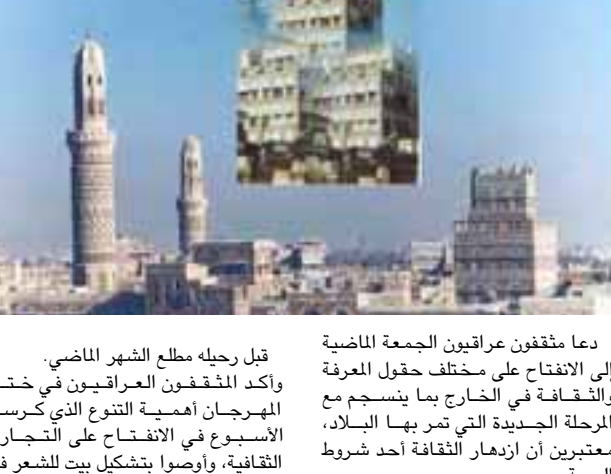 دعا مثقفون عراقيون الجمعة الماضية
إلى الانفتاح على مختلف حقول المعرفة
والثقافة في الخارج بما ينسجم مع
المرحلة الجديدة التي تمر بها البلاد،
معتبرين أن ازدهار الثقافة أحد شروط
قبل رحيله مطلع الشهر الماضي.
وأكد المثقفون العراقيون في
المهرجان أهمية التنوع الذي
الأسبوع في الانفتاح على
الثقافية، وأوصوا بتشكيل بيت للشعر